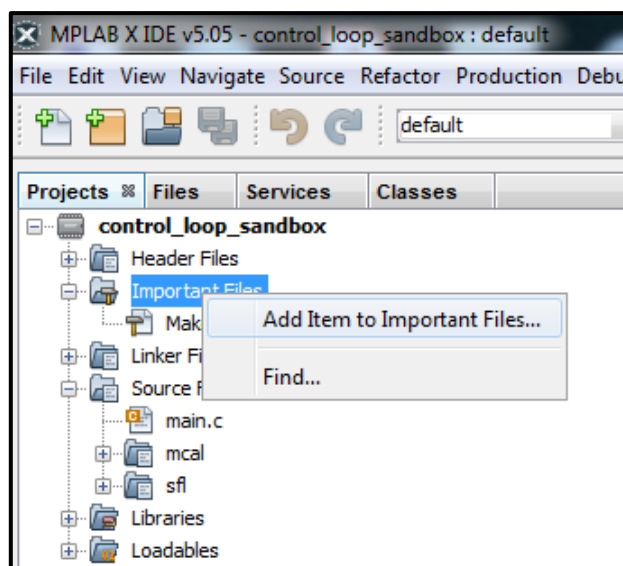 MPLAB X IDE v5.05 - control_loop_sandbox : default
File Edit View Navigate Source Refactor Production Debu
default
Projects Files Services Classes
control_loop_sandbox
Header Files
Important Files
Add Item to Important Files...
Mak
Linker Fi
Find...
Source F
main.c
mcal
sfl
Libraries
Loadables